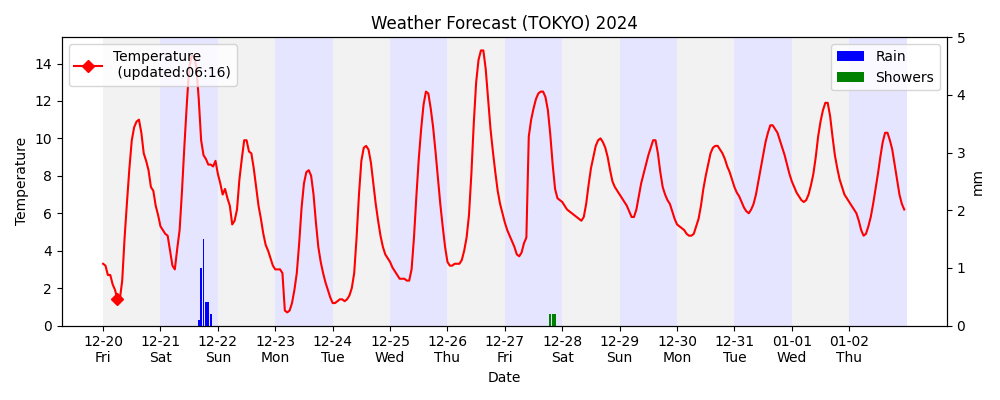 Weather Forecast (TOKYO) 2024
Temperature
(updated:06:16)
Rain
Showers
Temperature
14
12
10
8
6
4
2
0
5
4
3
2
1
0
mm
12-20 12-21 12-22 12-23 12-24 12-25 12-26 12-27 12-28 12-29 12-30 12-31 01-01 01-02
Fri Sat Sun Mon Tue Wed Thu Fri Sat Sun Mon Tue Wed Thu
Date